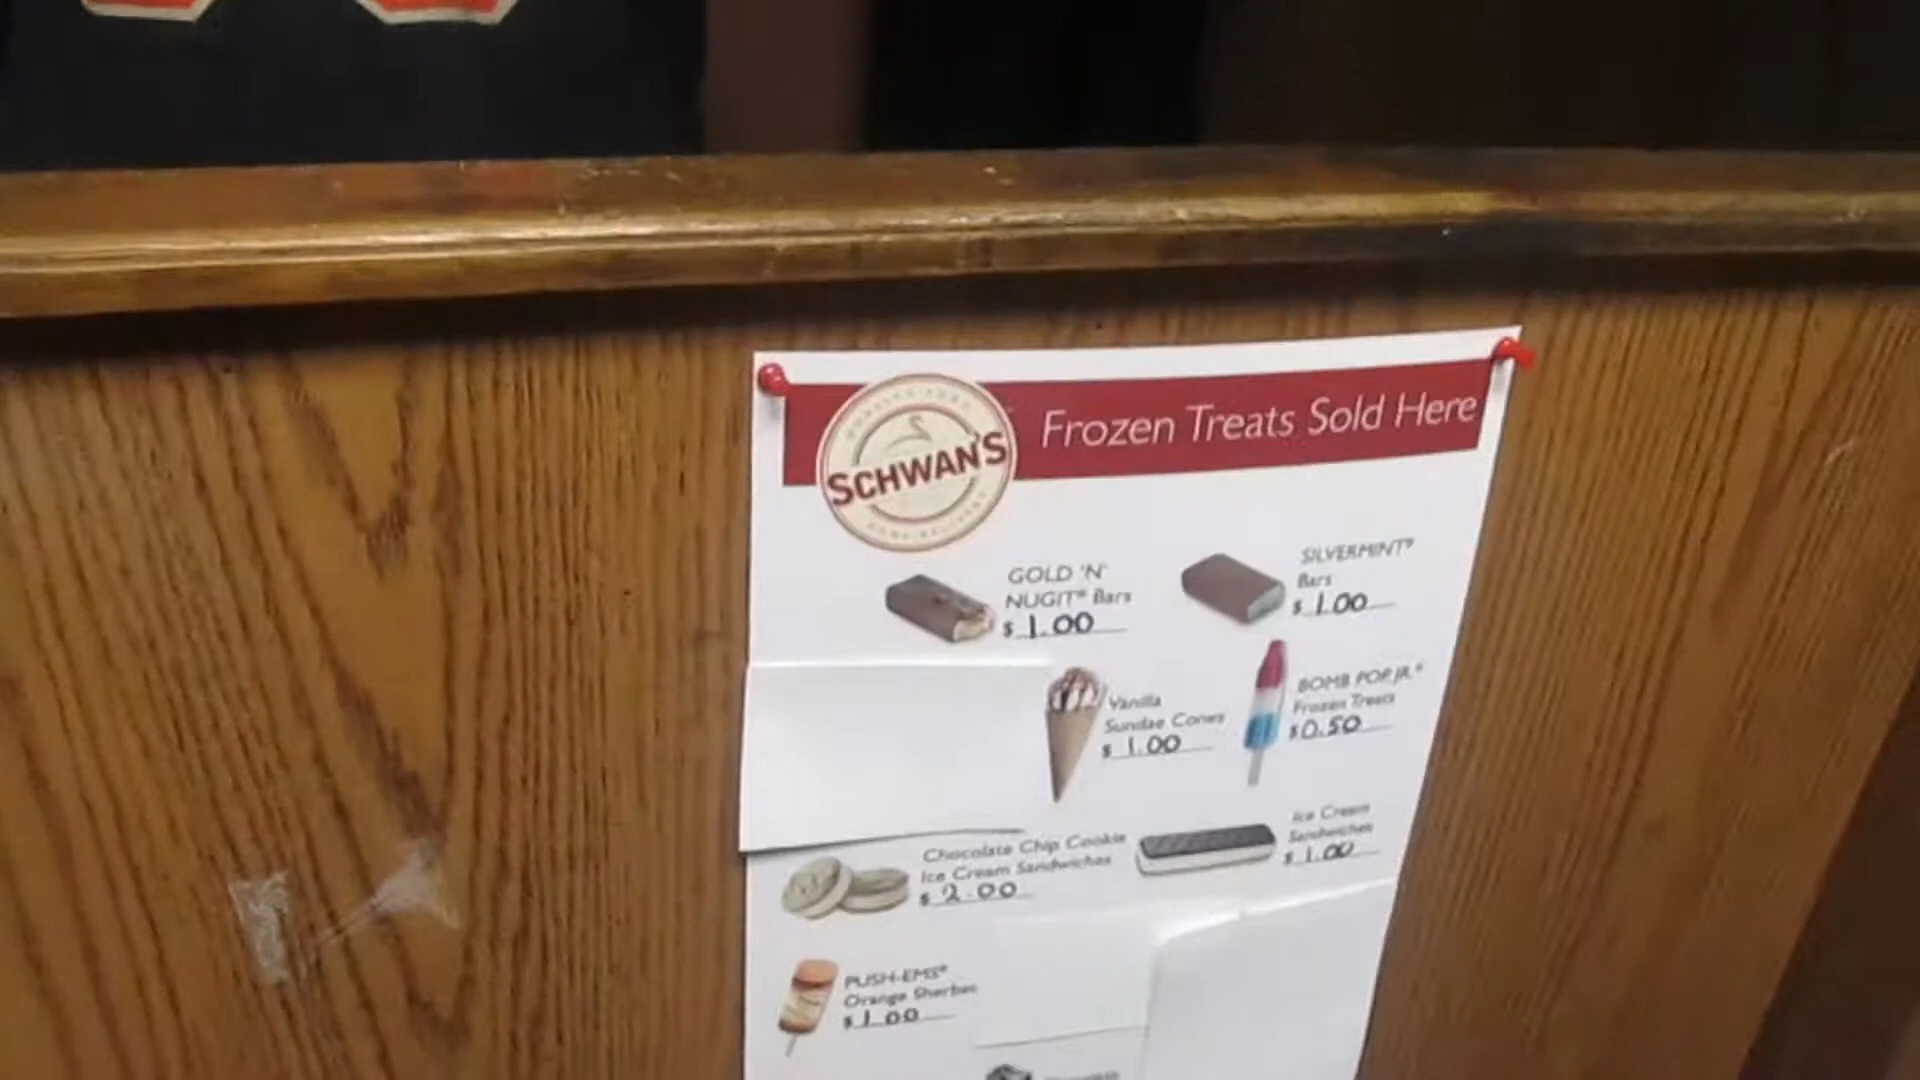 SCHWAN'S
Frozen Treats Sold Here
GOLD 'N'
NUGIT® Bars
$ 1.00
SILVERMINT®
Bars
$ 1.00
Vanilla
Sundae Cones
$ 1.00
BOMB POP JR.®
Frozen Treats
$0.50
Chocolate Chip Cookie
Ice Cream Sandwiches
$ 2.00
Ice Cream
Sandwiches
$ 1.00
PUSH-EMS®
Orange Sherbet
$ 1.00